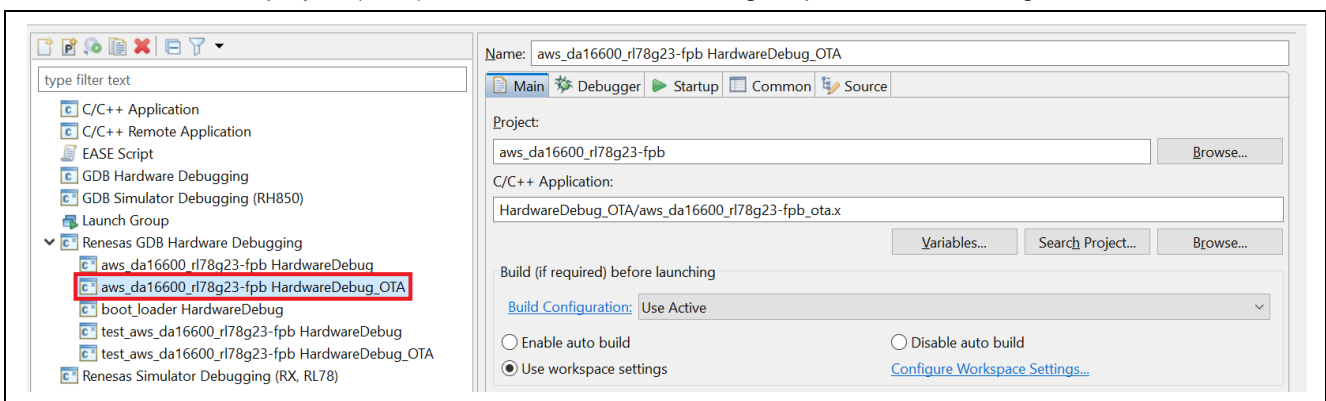 type filter text
C/C++ Application
C/C++ Remote Application
EASE Script
GDB Hardware Debugging
GDB Simulator Debugging (RH850)
Launch Group
Renesas GDB Hardware Debugging
aws_da16600_rl78g23-fpb HardwareDebug
aws_da16600_rl78g23-fpb HardwareDebug_OTA
boot_loader HardwareDebug
test_aws_da16600_rl78g23-fpb HardwareDebug
test_aws_da16600_rl78g23-fpb HardwareDebug_OTA
Renesas Simulator Debugging (RX, RL78)
Name: aws_da16600_rl78g23-fpb HardwareDebug_OTA
Main Debugger Startup Common Source
Project:
aws_da16600_rl78g23-fpb Browse...
C/C++ Application:
HardwareDebug_OTA/aws_da16600_rl78g23-fpb_ota.x
Variables... Search Project... Browse...
Build (if required) before launching
Build Configuration: Use Active
Enable auto build Disable auto build
Use workspace settings Configure Workspace Settings...